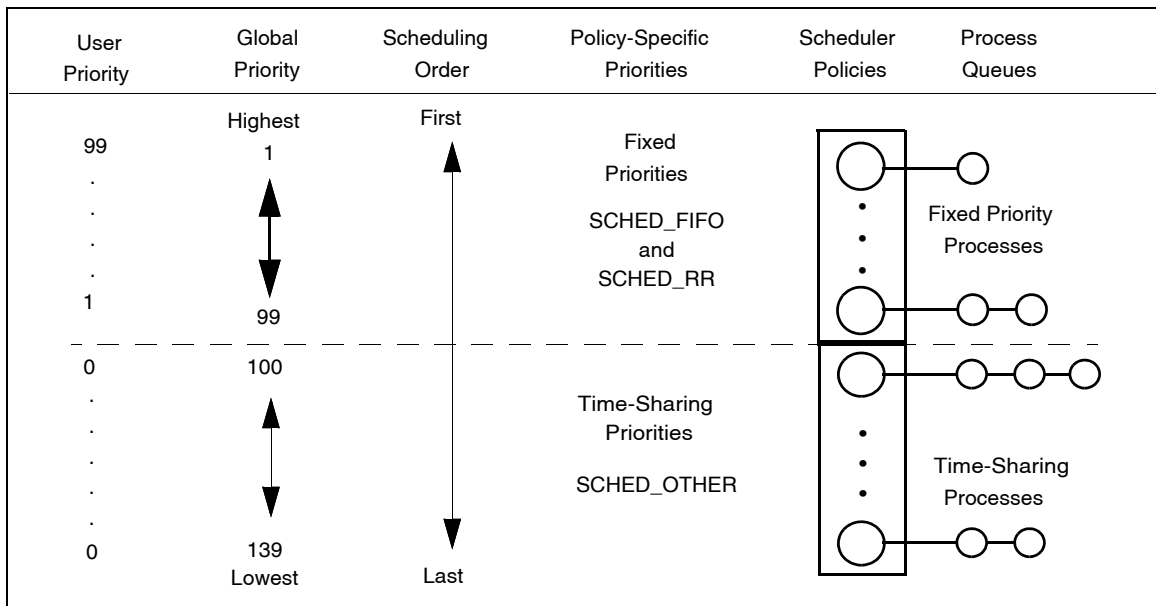 User Priority
Global Priority
Scheduling Order
Policy-Specific Priorities
Scheduler Policies
Process Queues
99
.
.
.
.
1
0
.
.
.
.
.
0
Highest
1
99
100
139
Lowest
First
Last
Fixed
Priorities
SCHED_FIFO
and
SCHED_RR
Time-Sharing
Priorities
SCHED_OTHER
Fixed Priority
Processes
Time-Sharing
Processes